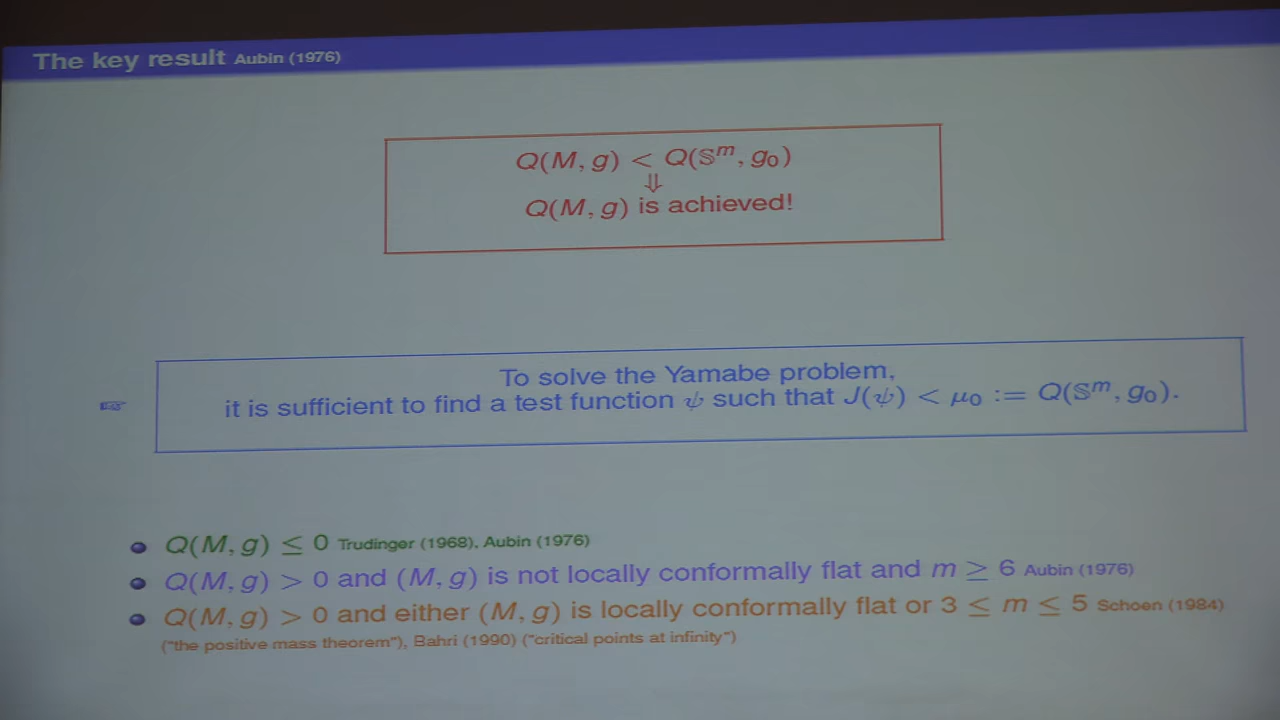 The key result Aubin (1976)
Q(M, g) < Q(𝕊ᵐ, g₀)
⇓
Q(M, g) is achieved!
To solve the Yamabe problem,
it is sufficient to find a test function ψ such that J(ψ) < μ₀ := Q(𝕊ᵐ, g₀).
Q(M, g) ≤ 0 Trudinger (1968), Aubin (1976)
Q(M, g) > 0 and (M, g) is not locally conformally flat and m ≥ 6 Aubin (1976)
Q(M, g) > 0 and either (M, g) is locally conformally flat or 3 ≤ m ≤ 5 Schoen (1984)
("the positive mass theorem"), Bahri (1990) ("critical points at infinity")